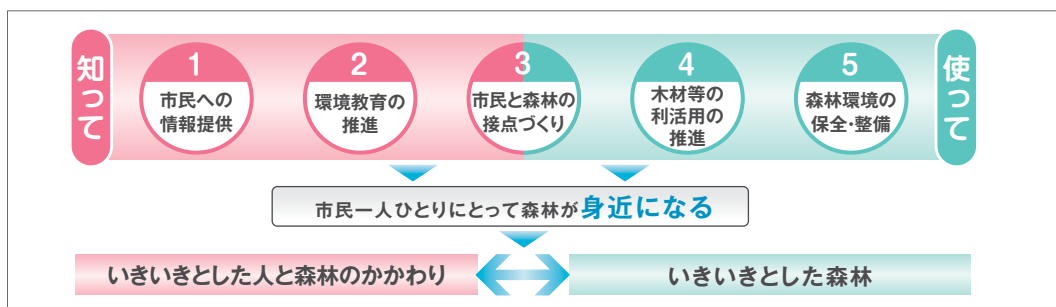 知って
1
市民への
情報提供
2
環境教育の
推進
3
市民と森林の
接点づくり
4
木材等の
利活用の
推進
5
森林環境の
保全・整備
使って
市民一人ひとりにとって森林が身近になる
いきいきとした人と森林のかかわり
いきいきとした森林